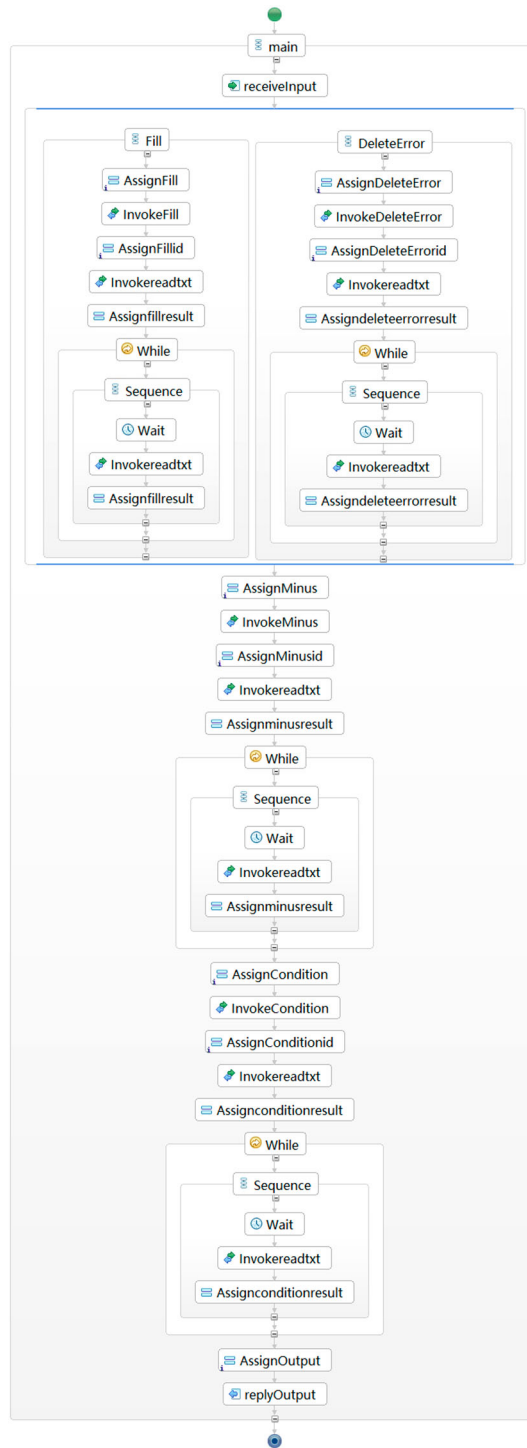 main
receiveInput
Fill
AssignFill
InvokeFill
AssignFillid
Invokereadtxt
Assignfillresult
While
Sequence
Wait
Invokereadtxt
Assignfillresult
DeleteError
AssignDeleteError
InvokeDeleteError
AssignDeleteErrorid
Invokereadtxt
Assigndeleteerrorresult
While
Sequence
Wait
Invokereadtxt
Assigndeleteerrorresult
AssignMinus
InvokeMinus
AssignMinusid
Invokereadtxt
Assignminusresult
While
Sequence
Wait
Invokereadtxt
Assignminusresult
AssignCondition
InvokeCondition
AssignConditionid
Invokereadtxt
Assignconditionresult
While
Sequence
Wait
Invokereadtxt
Assignconditionresult
AssignOutput
replyOutput